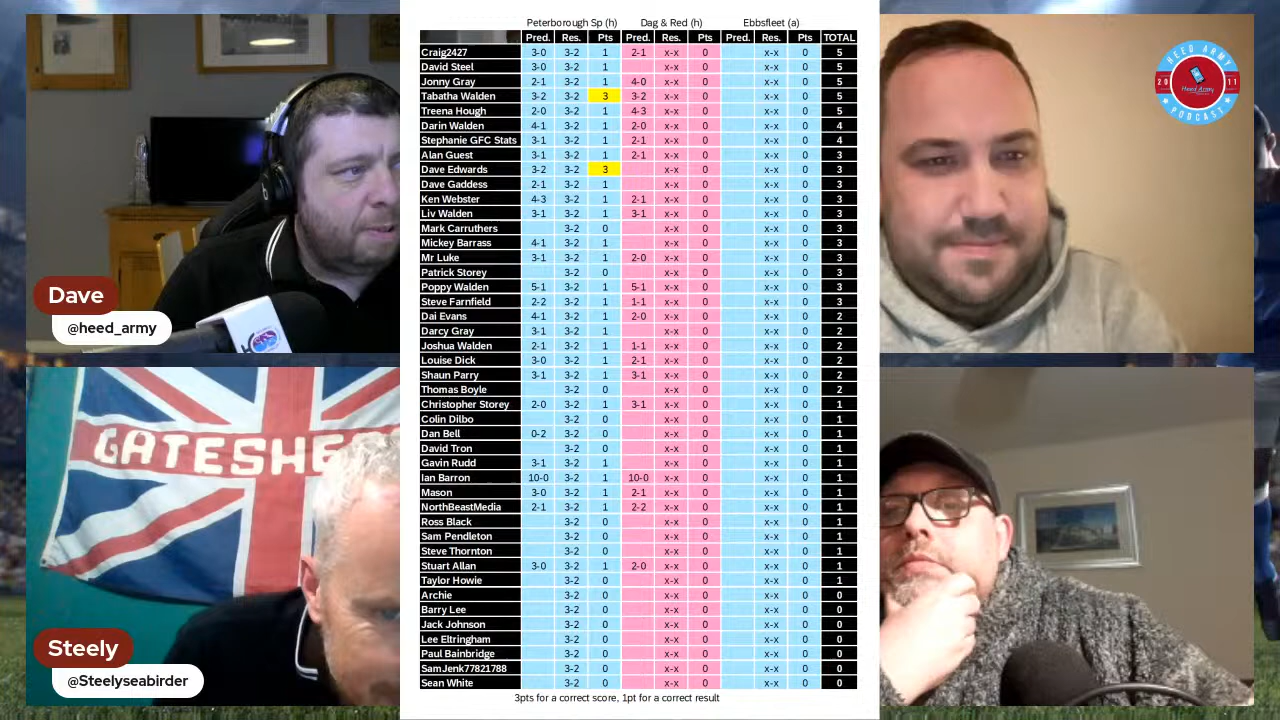 Peterborough Sp (h) Dag & Red (h) Ebbsfleet (a)
Pred. Res. Pts Pred. Res. Pts Pred. Res. Pts TOTAL
Craig2427 3-0 3-2 1 2-1 x-x 0 x-x 0 5
David Steel 3-0 3-2 1 x-x 0 x-x 0 5
Jonny Gray 2-1 3-2 1 4-0 x-x 0 x-x 0 5
Tabatha Walden 3-2 3-2 3 3-2 x-x 0 x-x 0 5
Treena Hough 2-0 3-2 1 4-3 x-x 0 x-x 0 5
Darin Walden 4-1 3-2 1 2-0 x-x 0 x-x 0 4
Stephanie GFC Stats 3-1 3-2 1 2-1 x-x 0 x-x 0 4
Alan Guest 3-1 3-2 1 2-1 x-x 0 x-x 0 3
Dave Edwards 3-2 3-2 3 x-x 0 x-x 0 3
Dave Gaddess 2-1 3-2 1 x-x 0 x-x 0 3
Ken Webster 4-3 3-2 1 2-1 x-x 0 x-x 0 3
Liv Walden 3-1 3-2 1 3-1 x-x 0 x-x 0 3
Mark Carruthers 3-2 0 x-x 0 x-x 0 3
Mickey Barrass 4-1 3-2 1 x-x 0 x-x 0 3
Mr Luke 3-1 3-2 1 2-0 x-x 0 x-x 0 3
Patrick Storey 3-2 0 x-x 0 x-x 0 3
Poppy Walden 5-1 3-2 1 5-1 x-x 0 x-x 0 3
Steve Farnfield 2-2 3-2 1 1-1 x-x 0 x-x 0 3
Dai Evans 4-1 3-2 1 2-0 x-x 0 x-x 0 2
Darcy Gray 3-1 3-2 1 x-x 0 x-x 0 2
Joshua Walden 2-1 3-2 1 1-1 x-x 0 x-x 0 2
Louise Dick 3-0 3-2 1 2-1 x-x 0 x-x 0 2
Shaun Parry 3-1 3-2 1 3-1 x-x 0 x-x 0 2
Thomas Boyle 3-2 0 x-x 0 x-x 0 2
Christopher Storey 2-0 3-2 1 3-1 x-x 0 x-x 0 1
Colin Dilbo 3-2 0 x-x 0 x-x 0 1
Dan Bell 0-2 3-2 0 x-x 0 x-x 0 1
David Tron 3-2 0 x-x 0 x-x 0 1
Gavin Rudd 3-1 3-2 1 x-x 0 x-x 0 1
Ian Barron 10-0 3-2 1 10-0 x-x 0 x-x 0 1
Mason 3-0 3-2 1 2-1 x-x 0 x-x 0 1
NorthBeastMedia 2-1 3-2 1 2-2 x-x 0 x-x 0 1
Ross Black 3-2 0 x-x 0 x-x 0 1
Sam Pendleton 3-2 0 x-x 0 x-x 0 1
Steve Thornton 3-2 0 x-x 0 x-x 0 1
Stuart Allan 3-0 3-2 1 2-0 x-x 0 x-x 0 1
Taylor Howie 3-2 0 x-x 0 x-x 0 1
Archie 3-2 0 x-x 0 x-x 0 0
Barry Lee 3-2 0 x-x 0 x-x 0 0
Jack Johnson 3-2 0 x-x 0 x-x 0 0
Lee Eltringham 3-2 0 x-x 0 x-x 0 0
Paul Bainbridge 3-2 0 x-x 0 x-x 0 0
SamJenk77821788 3-2 0 x-x 0 x-x 0 0
Sean White 3-2 0 x-x 0 x-x 0 0
3pts for a correct score, 1pt for a correct result
Dave
@heed_army
GATESHE
Steely
@Steelyseabirder
HEED ARMY
20 11
Heed Army
PODCAST